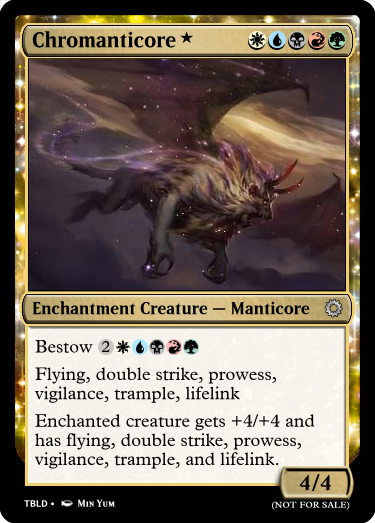 Chromanticore ★
Enchantment Creature — Manticore
Bestow 2
Flying, double strike, prowess,
vigilance, trample, lifelink
Enchanted creature gets +4/+4 and
has flying, double strike, prowess,
vigilance, trample, and lifelink.
4/4
TBLD • Min Yum
(NOT FOR SALE)